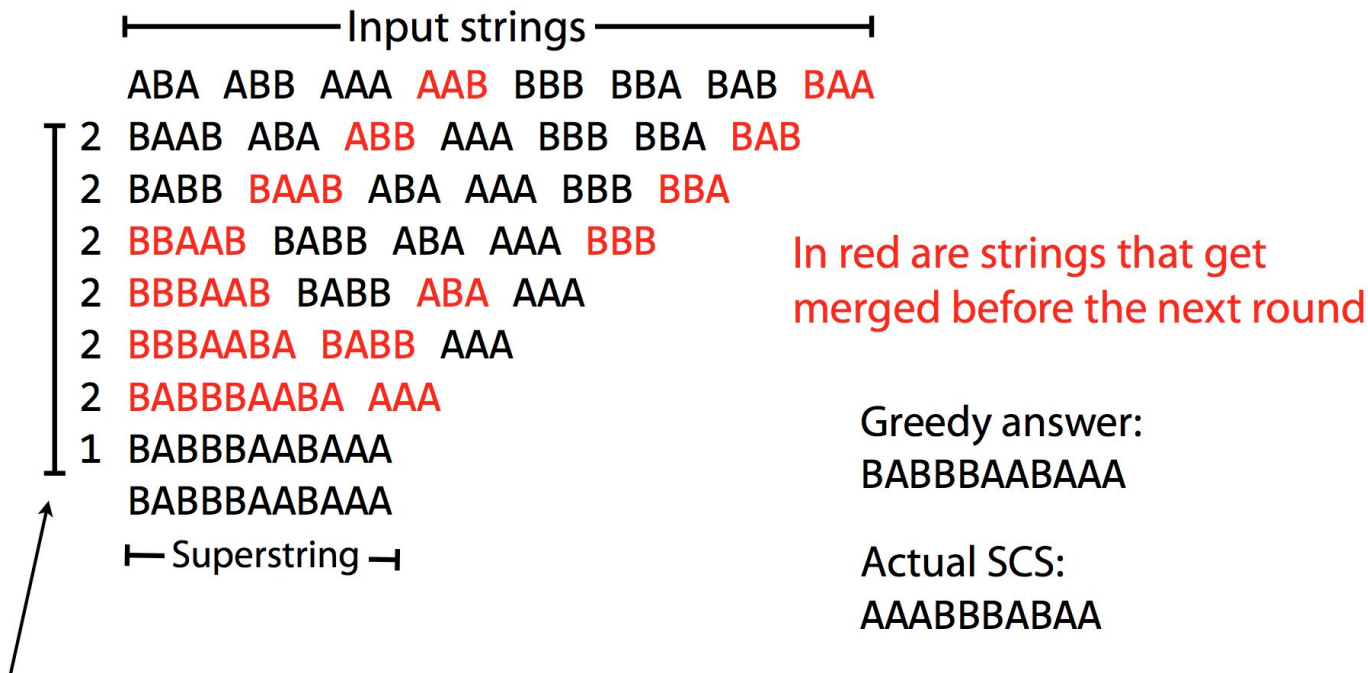 Input strings
ABA ABB AAA AAB BBB BBA BAB BAA
2 BAAB ABA ABB AAA BBB BBA BAB
2 BABB BAAB ABA AAA BBB BBA
2 BBAAB BABB ABA AAA BBB
2 BBBAAB BABB ABA AAA
2 BBBAABA BABB AAA
2 BABBBAABA AAA
1 BABBBAABAAA
BABBBAABAAA
Superstring
In red are strings that get
merged before the next round
Greedy answer:
BABBBAABAAA
Actual SCS:
AAABBBABAA